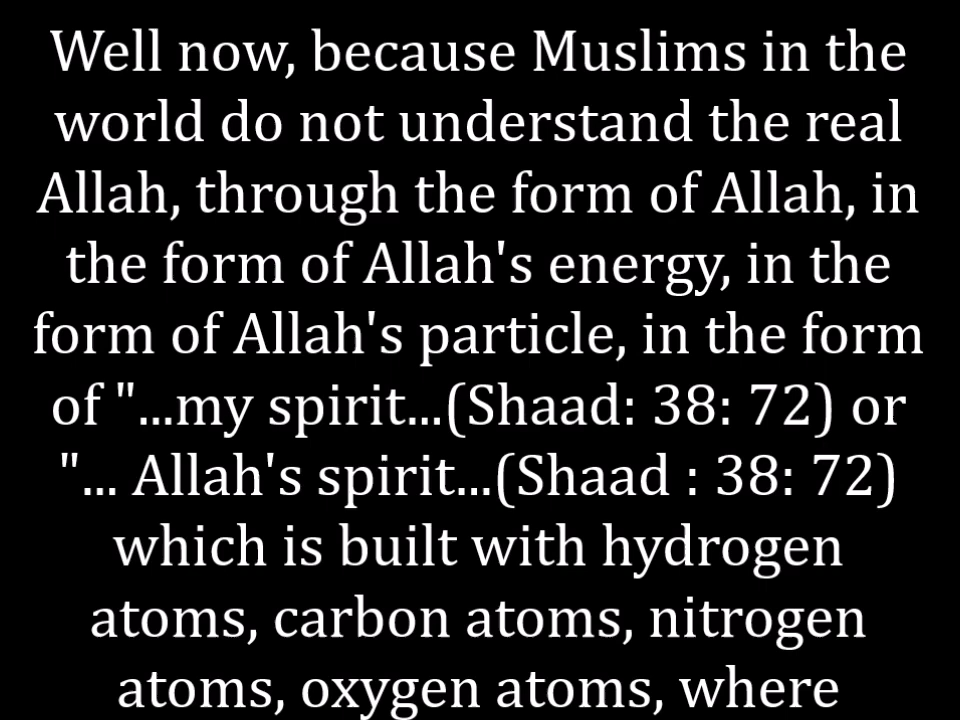 Well now, because Muslims in the
world do not understand the real
Allah, through the form of Allah, in
the form of Allah's energy, in the
form of Allah's particle, in the form
of "...my spirit...(Shaad: 38: 72) or
"... Allah's spirit...(Shaad : 38: 72)
which is built with hydrogen
atoms, carbon atoms, nitrogen
atoms, oxygen atoms, where